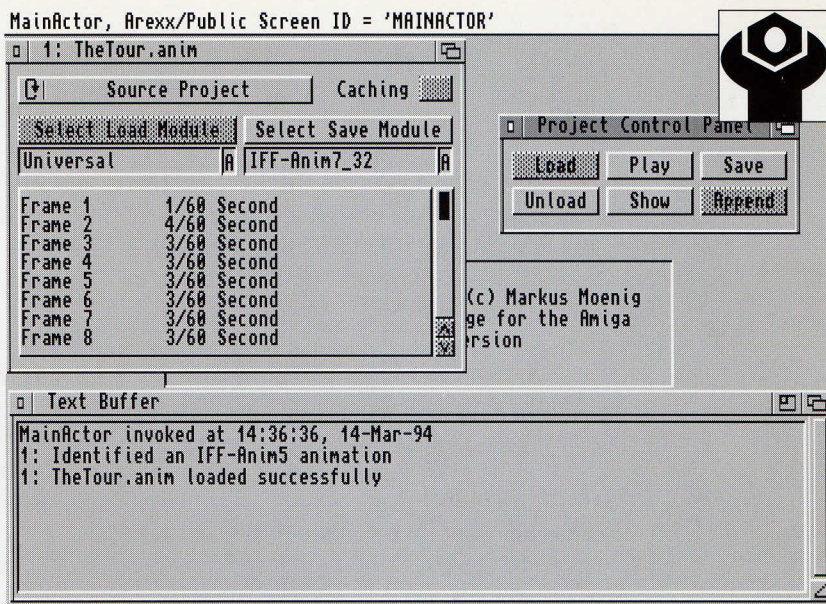 MainActor, Arexx/Public Screen ID = 'MAINACTOR'
1: TheTour.anim
Source Project
Caching
Select Load Module
Select Save Module
Universal
A
IFF-Anim7_32
A
Frame 1 1/60 Second
Frame 2 4/60 Second
Frame 3 3/60 Second
Frame 4 3/60 Second
Frame 5 3/60 Second
Frame 6 3/60 Second
Frame 7 3/60 Second
Frame 8 3/60 Second
Project Control Panel
Load Play Save
Unload Show Append
(c) Markus Moenig
ge for the Amiga
ersion
Text Buffer
MainActor invoked at 14:36:36, 14-Mar-94
1: Identified an IFF-Anim5 animation
1: TheTour.anim loaded successfully